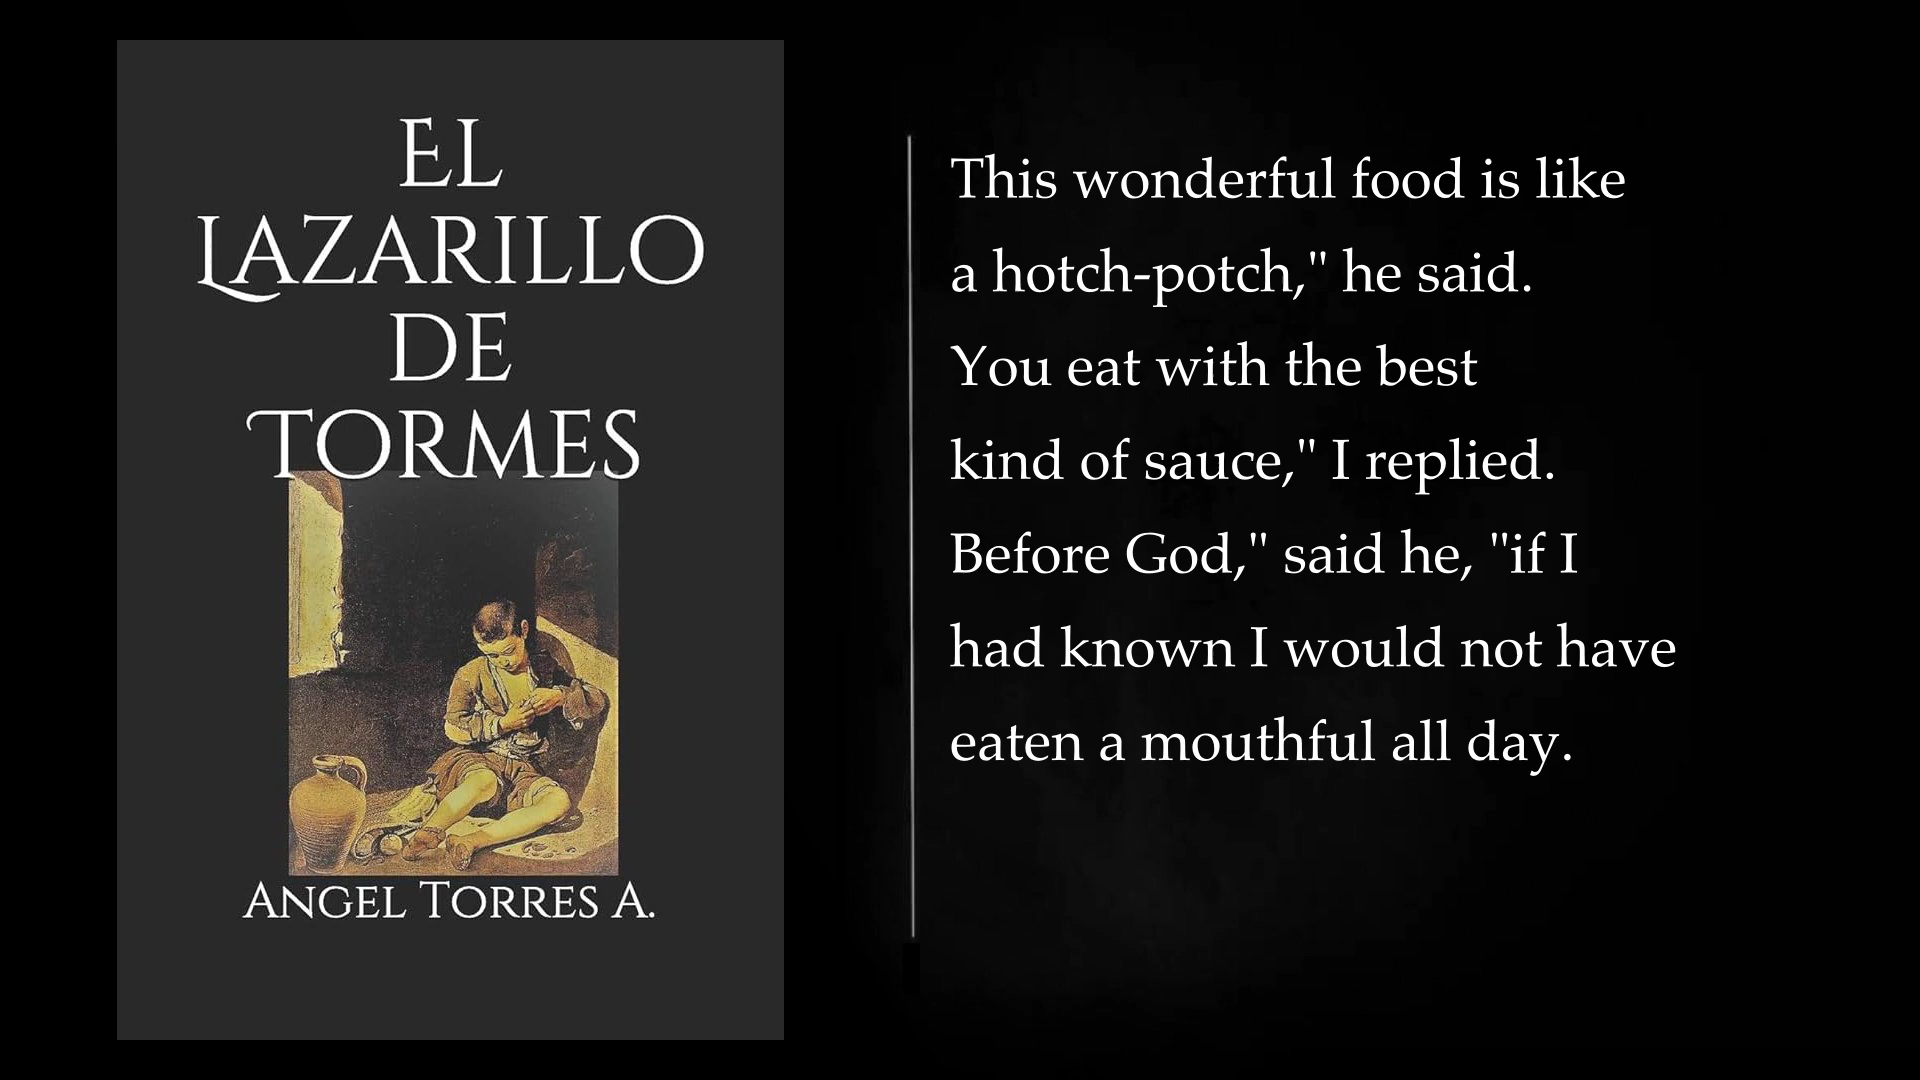 EL
LAZARILLO
DE
TORMES
ANGEL TORRES A.
This wonderful food is like
a hotch-potch," he said.
You eat with the best
kind of sauce," I replied.
Before God," said he, "if I
had known I would not have
eaten a mouthful all day.